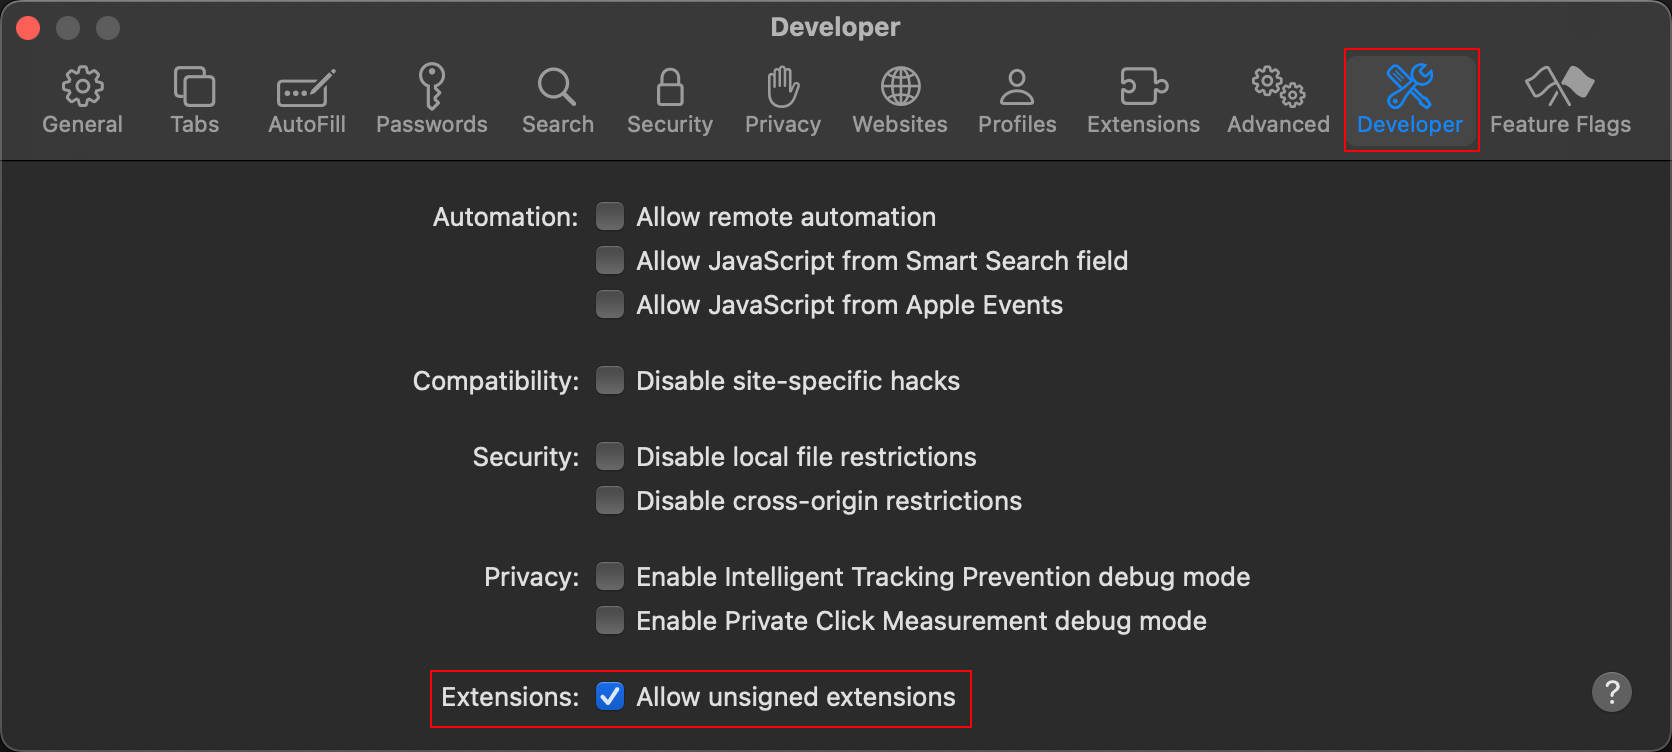 Developer
General Tabs AutoFill Passwords Search Security Privacy Websites Profiles Extensions Advanced Developer Feature Flags
Automation: Allow remote automation
Allow JavaScript from Smart Search field
Allow JavaScript from Apple Events
Compatibility: Disable site-specific hacks
Security: Disable local file restrictions
Disable cross-origin restrictions
Privacy: Enable Intelligent Tracking Prevention debug mode
Enable Private Click Measurement debug mode
Extensions: Allow unsigned extensions
?